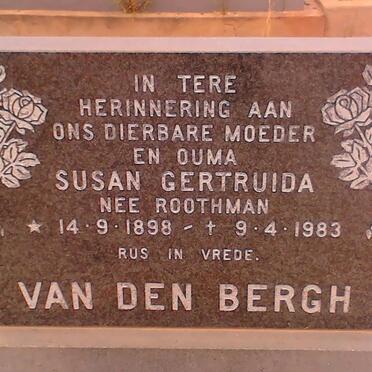 IN TERE
HERINNERING AAN
ONS DIERBARE MOEDER
EN OUMA
SUSAN GERTRUIDA
NEE ROOTHMAN
★ 14·9·1898 - † 9·4·1983
RUS IN VREDE.
VAN DEN BERGH